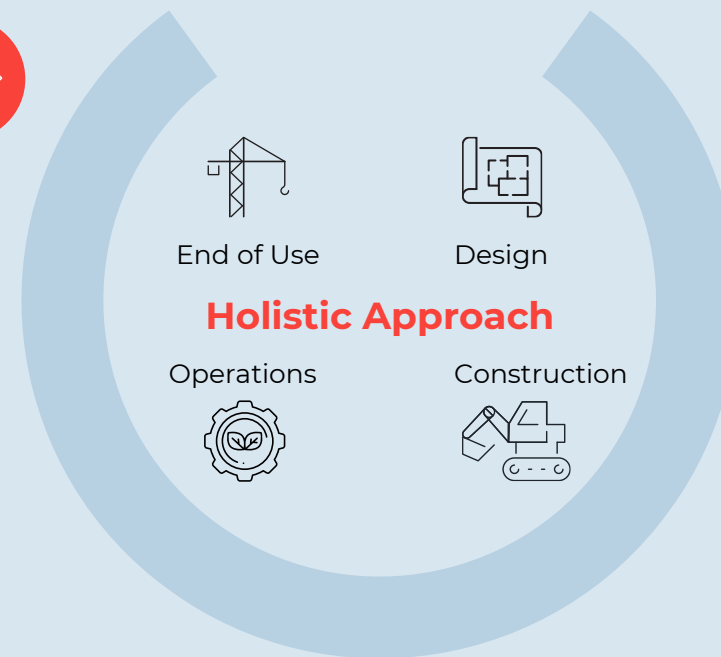 End of Use
Design
Holistic Approach
Operations
Construction